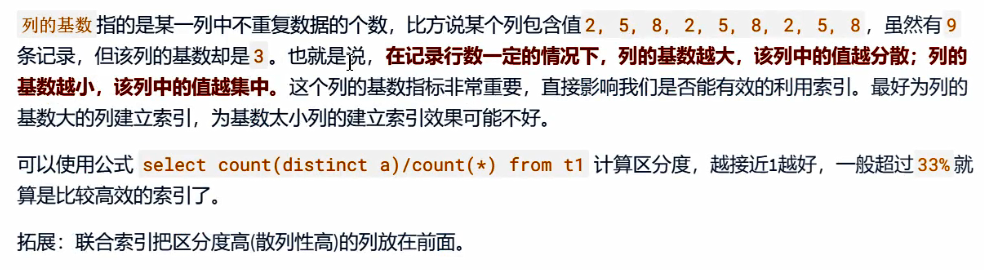 列的基数 指的是某一列中不重复数据的个数，比方说某个列包含值 2, 5, 8, 2, 5, 8, 2, 5, 8 ，虽然有 9
条记录，但该列的基数却是 3 。也就是说，在记录行数一定的情况下，列的基数越大，该列中的值越分散；列的
基数越小，该列中的值越集中。这个列的基数指标非常重要，直接影响我们是否能有效的利用索引。最好为列的
基数大的列建立索引，为基数太小列的建立索引效果可能不好。
可以使用公式 select count(distinct a)/count(*) from t1 计算区分度，越接近1越好，一般超过 33% 就
算是比较高效的索引了。
拓展：联合索引把区分度高(散列性高)的列放在前面。